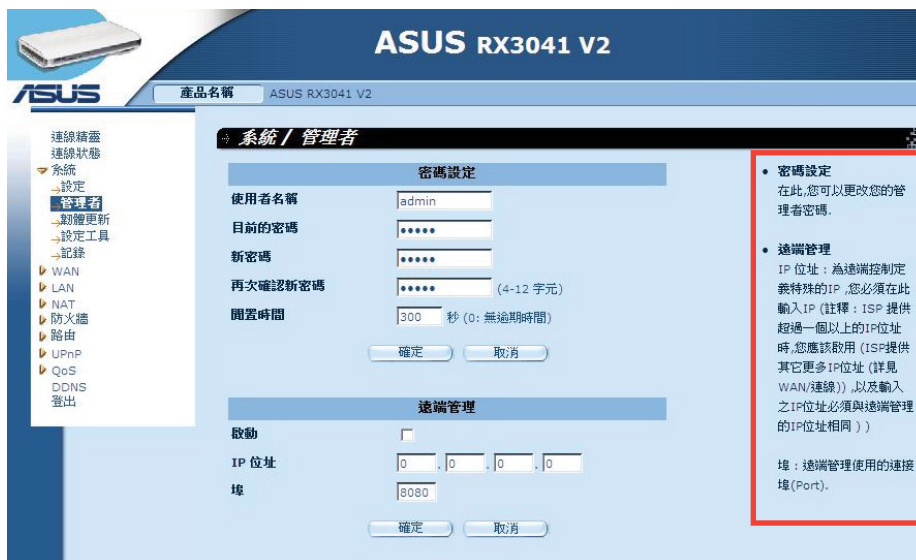 ASUS RX3041 V2
ASUS
產品名稱 ASUS RX3041 V2
連線精靈
連線狀態
系統
設定
管理者
韌體更新
設定工具
記錄
WAN
LAN
NAT
防火牆
路由
UPnP
QoS
DDNS
登出
系統 / 管理者
密碼設定
使用者名稱 admin
目前的密碼 •••••
新密碼 •••••
再次確認新密碼 ••••• (4-12 字元)
閒置時間 300 秒 (0: 無逾期時間)
確定 取消
遠端管理
啟動
IP 位址 0 . 0 . 0 . 0
埠 8080
確定 取消
• 密碼設定
在此,您可以更改您的管
理者密碼.
• 遠端管理
IP 位址：為遠端控制定
義特殊的IP ,您必須在此
輸入IP (註釋：ISP 提供
超過一個以上的IP位址
時,您應該啟用 (ISP提供
其它更多IP位址 (詳見
WAN/連線)) ,以及輸入
之IP位址必須與遠端管理
的IP位址相同 ) )
埠：遠端管理使用的連接
埠(Port).